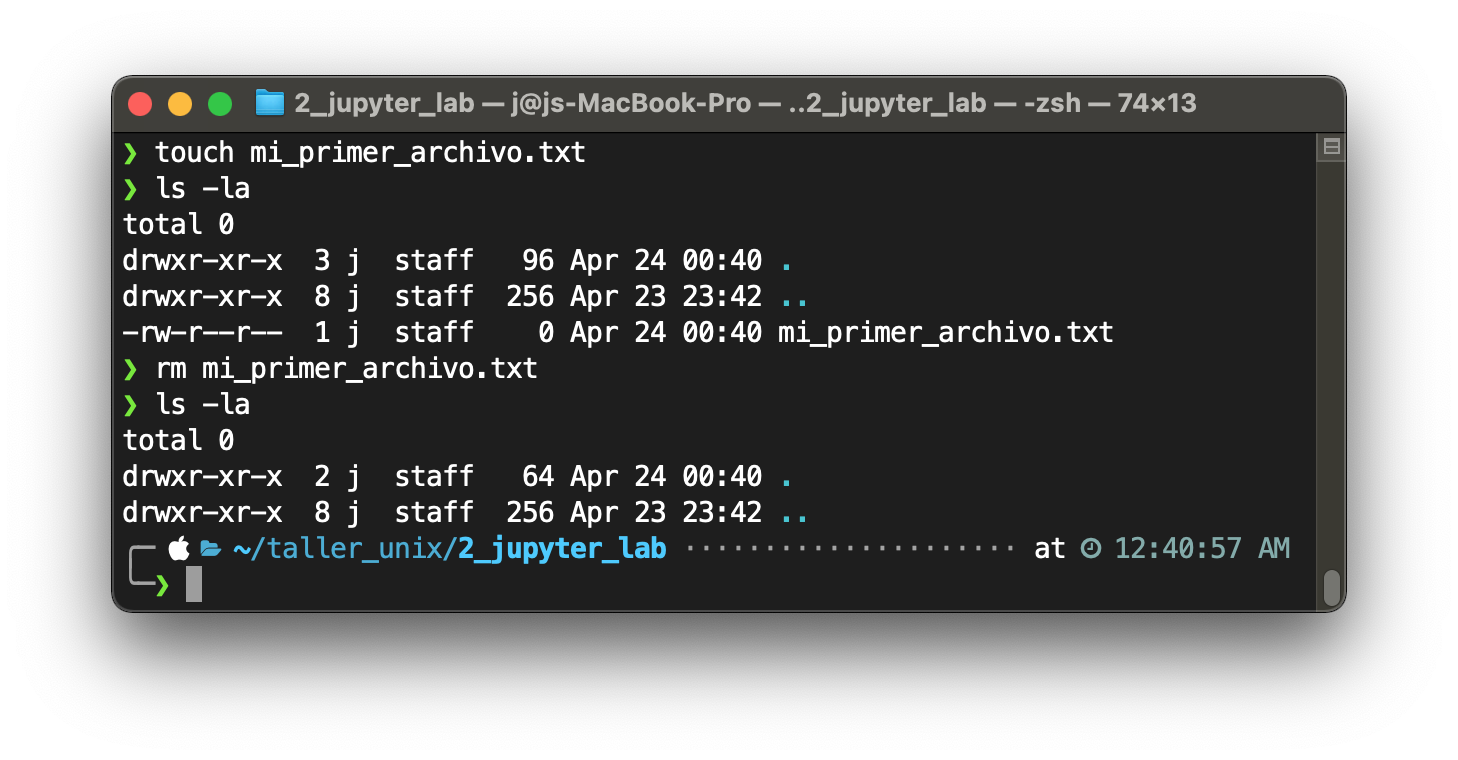 2_jupyter_lab — j@js-MacBook-Pro — ..2_jupyter_lab — -zsh — 74×13
❯ touch mi_primer_archivo.txt
❯ ls -la
total 0
drwxr-xr-x  3 j  staff   96 Apr 24 00:40 .
drwxr-xr-x  8 j  staff  256 Apr 23 23:42 ..
-rw-r--r--  1 j  staff    0 Apr 24 00:40 mi_primer_archivo.txt
❯ rm mi_primer_archivo.txt
❯ ls -la
total 0
drwxr-xr-x  2 j  staff   64 Apr 24 00:40 .
drwxr-xr-x  8 j  staff  256 Apr 23 23:42 ..
~/taller_unix/2_jupyter_lab ····················· at 12:40:57 AM
❯